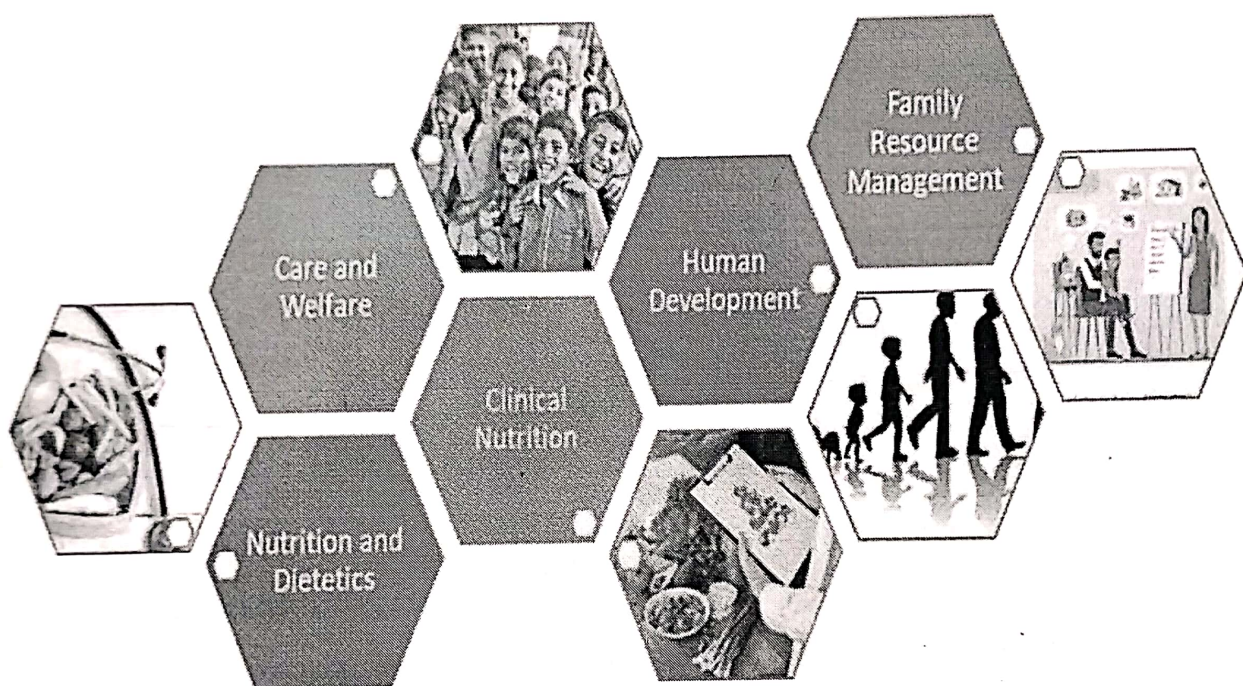 Family
Resource
Management
Care and
Welfare
Human
Development
Clinical
Nutrition
Nutrition and
Dietetics